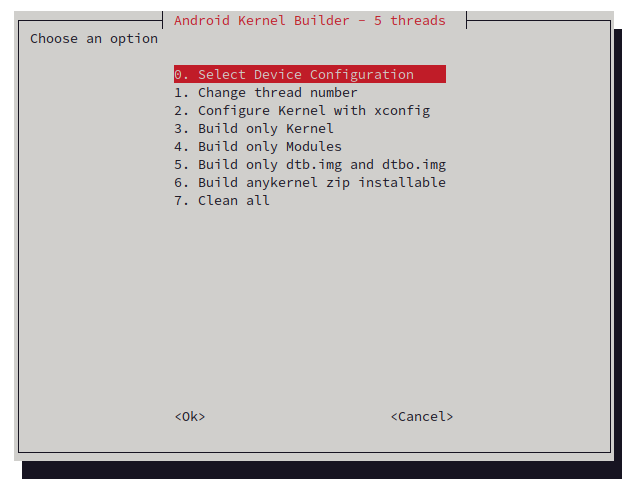 Android Kernel Builder - 5 threads
Choose an option
0. Select Device Configuration
1. Change thread number
2. Configure Kernel with xconfig
3. Build only Kernel
4. Build only Modules
5. Build only dtb.img and dtbo.img
6. Build anykernel zip installable
7. Clean all
<Ok> <Cancel>